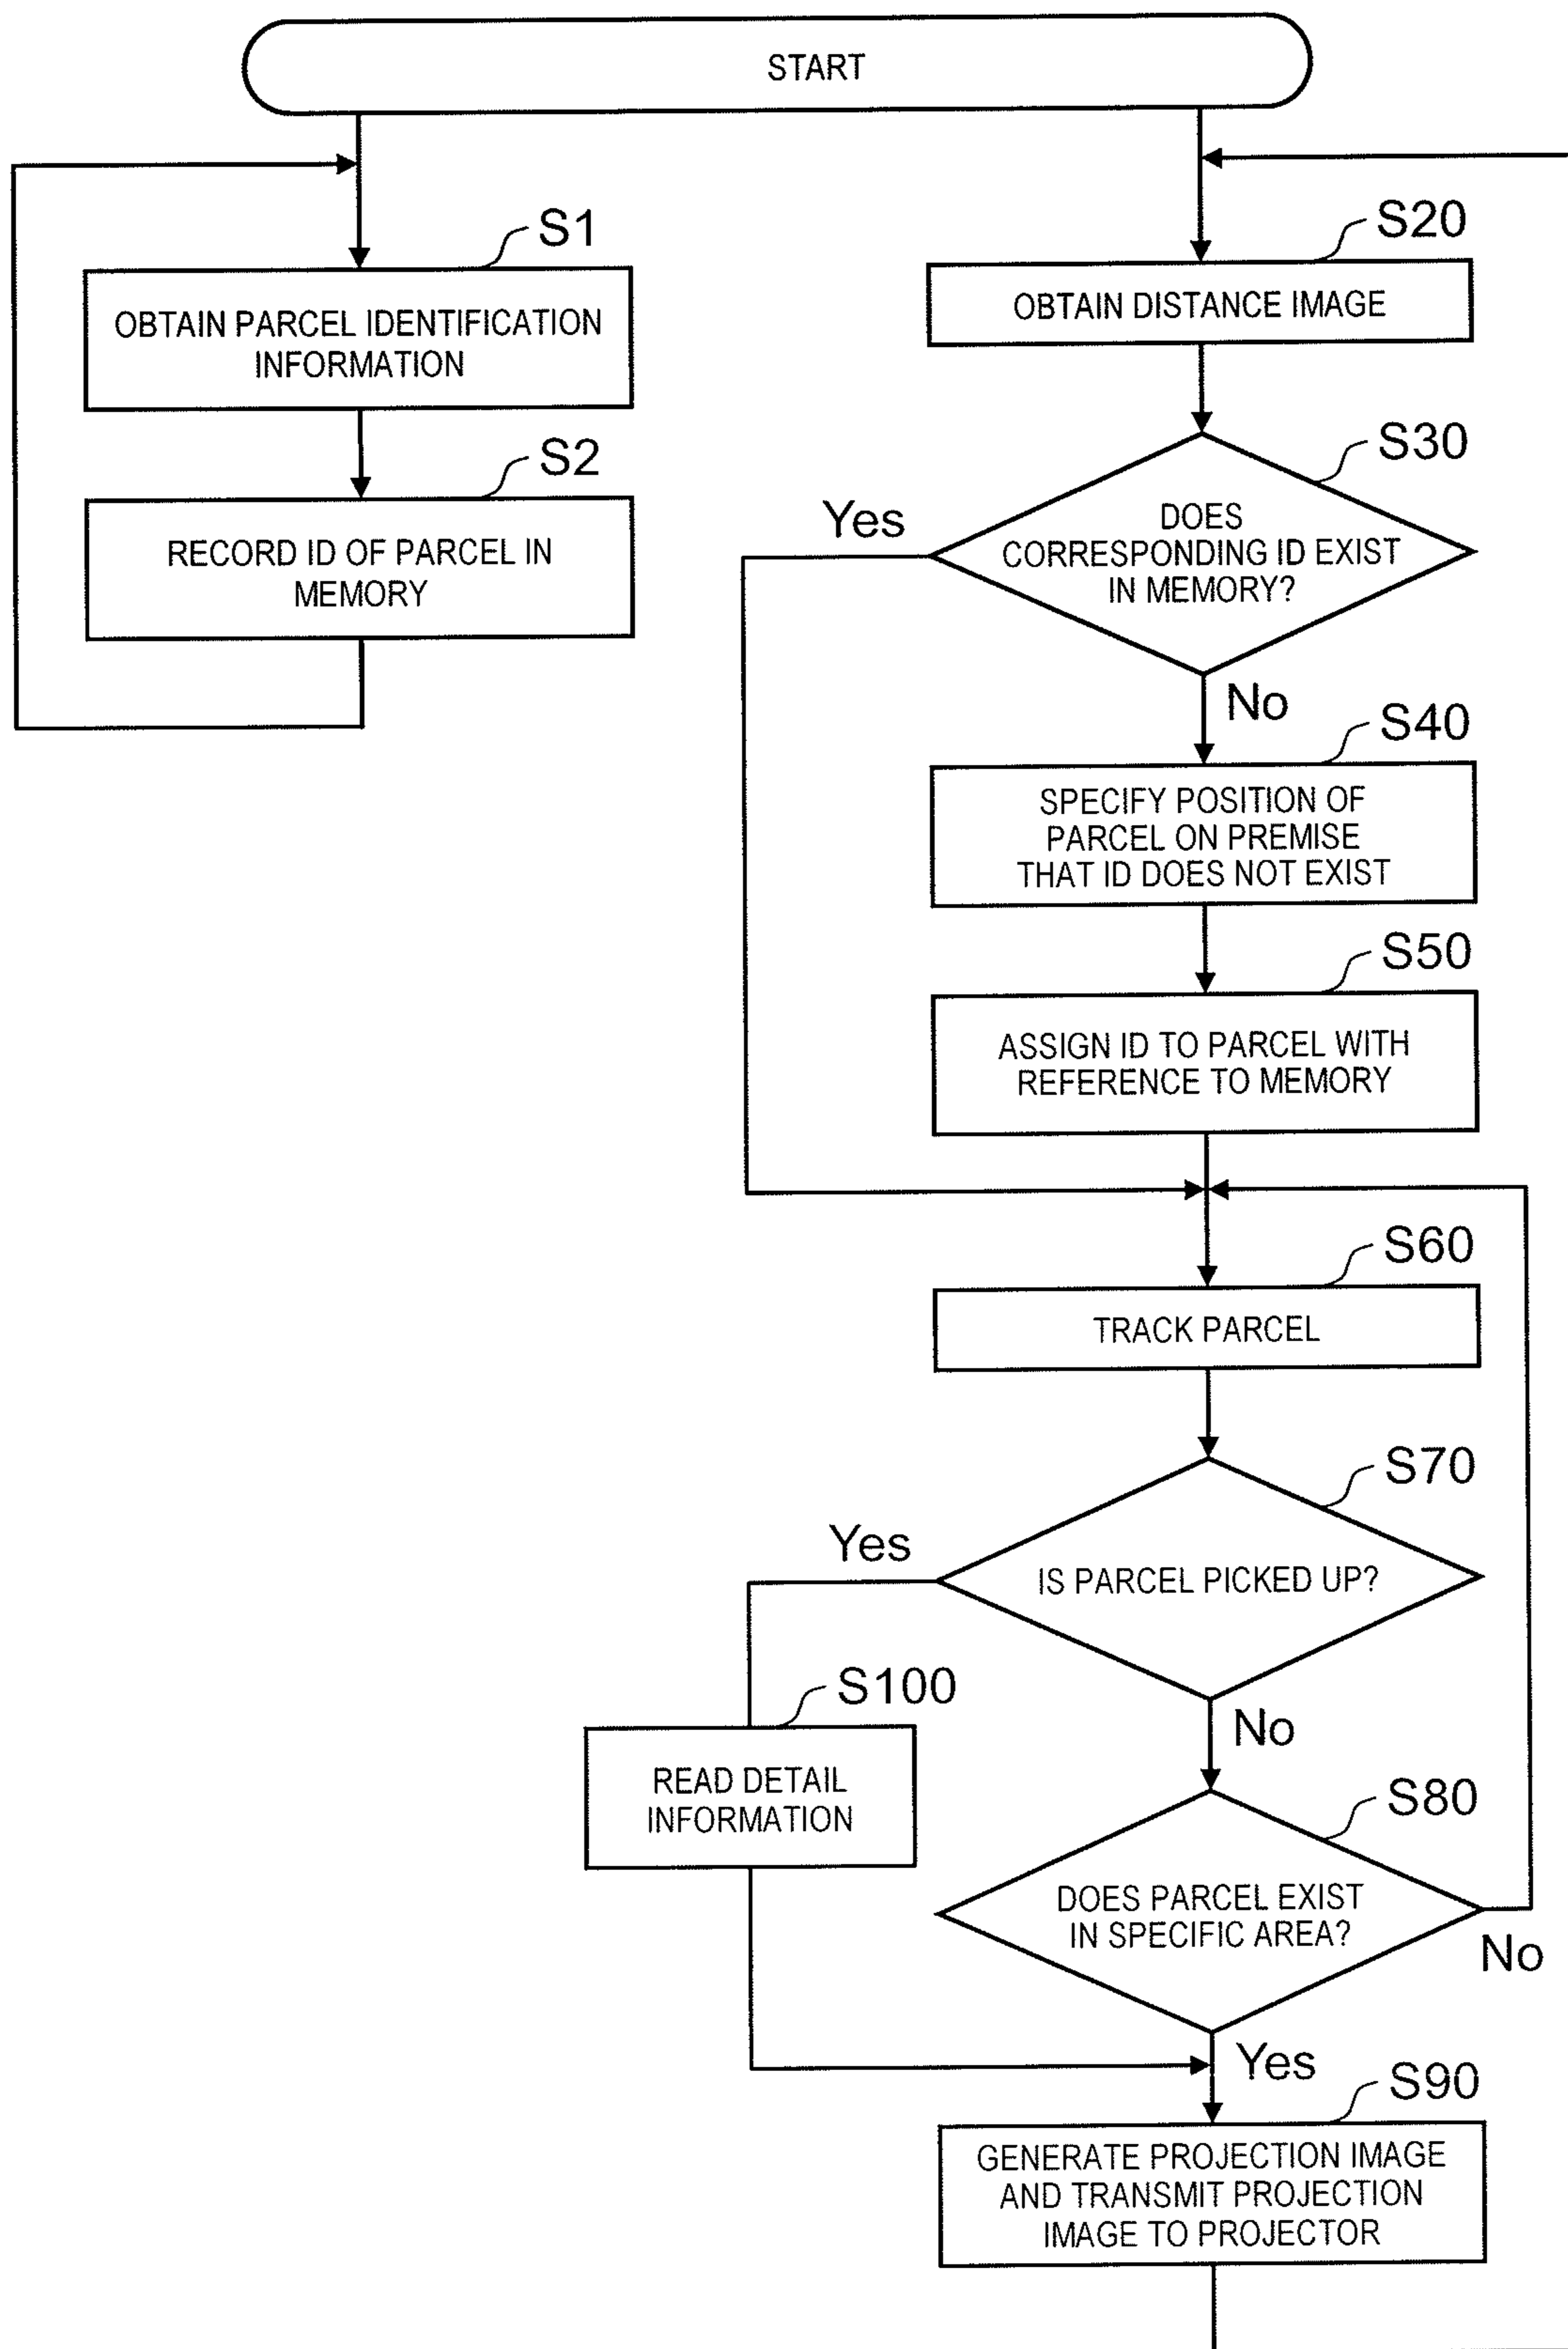 START
S1
OBTAIN PARCEL IDENTIFICATION
INFORMATION
S2
RECORD ID OF PARCEL IN
MEMORY
S20
OBTAIN DISTANCE IMAGE
S30
Yes
DOES
CORRESPONDING ID EXIST
IN MEMORY?
No
S40
SPECIFY POSITION OF
PARCEL ON PREMISE
THAT ID DOES NOT EXIST
S50
ASSIGN ID TO PARCEL WITH
REFERENCE TO MEMORY
S60
TRACK PARCEL
S70
Yes
IS PARCEL PICKED UP?
No
S100
READ DETAIL
INFORMATION
S80
DOES PARCEL EXIST
IN SPECIFIC AREA?
No
Yes
S90
GENERATE PROJECTION IMAGE
AND TRANSMIT PROJECTION
IMAGE TO PROJECTOR